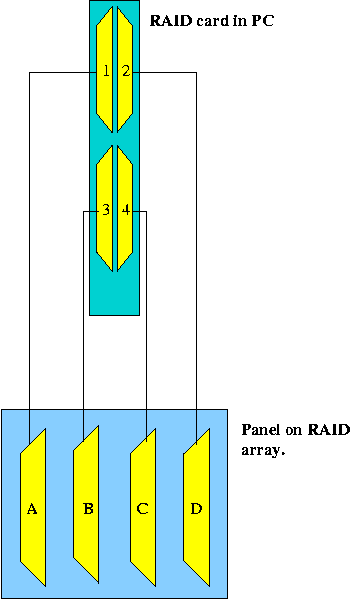 RAID card in PC
1 2
3 4
Panel on RAID
array.
A B C D